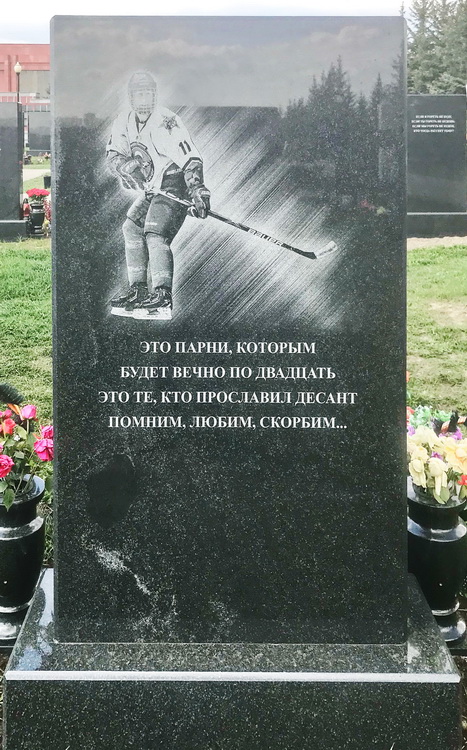 11
BAUER
ЭТО ПАРНИ, КОТОРЫМ
БУДЕТ ВЕЧНО ПО ДВАДЦАТЬ
ЭТО ТЕ, КТО ПРОСЛАВИЛ ДЕСАНТ
ПОМНИМ, ЛЮБИМ, СКОРБИМ...